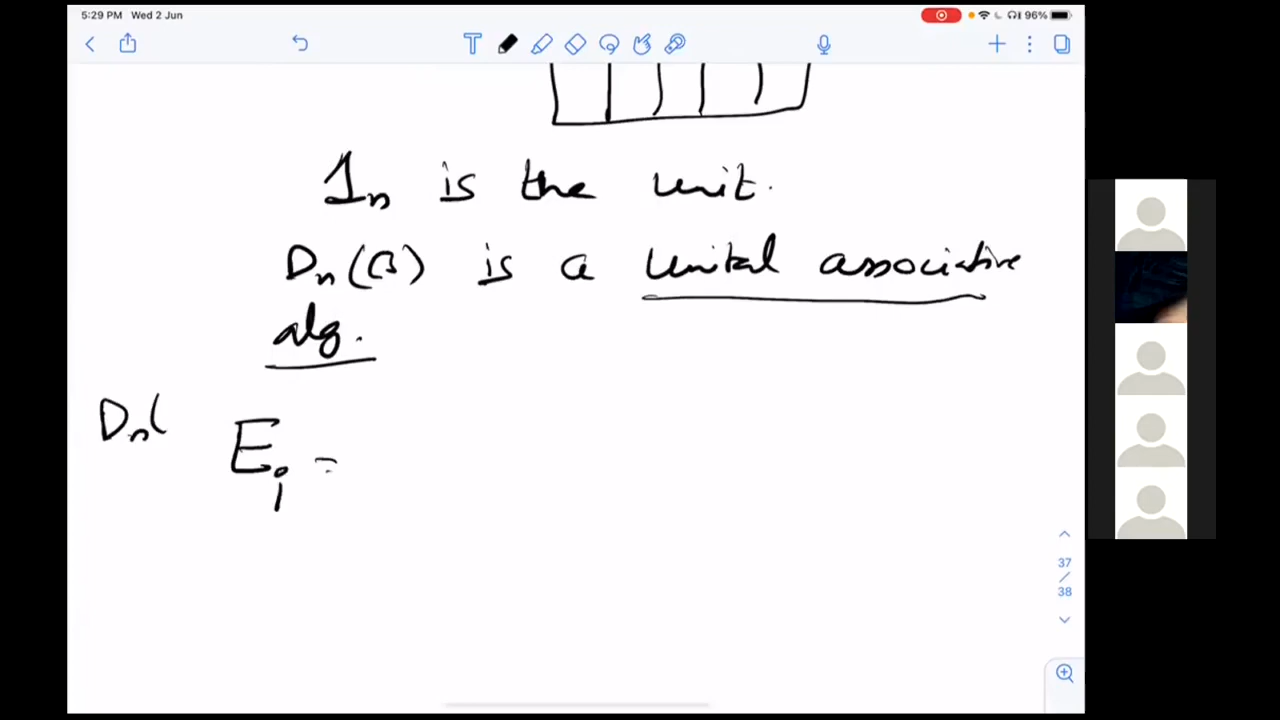 5:29 PM Wed 2 Jun
96%
1n is the unit.
Dn(β) is a unital associative
alg.
Dn(
Ei =
37
/
38